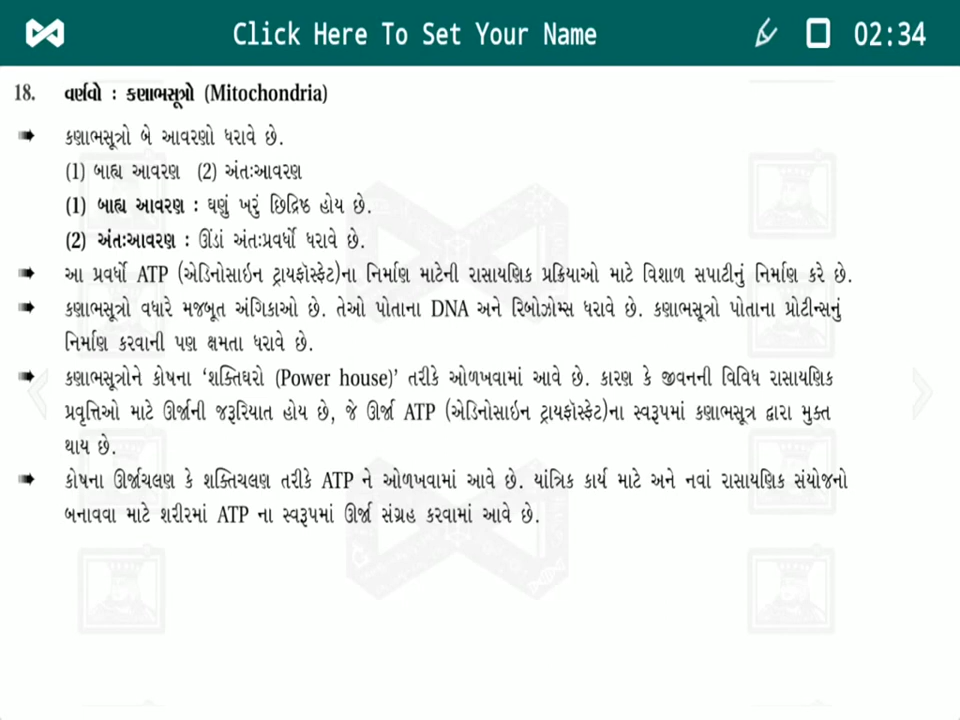 Click Here To Set Your Name
02:34
18. વર્ણવો : કણાભસૂત્રો (Mitochondria)
➠ કણાભસૂત્રો બે આવરણો ધરાવે છે.
(1) બાહ્ય આવરણ (2) અંતઃઆવરણ
(1) બાહ્ય આવરણ : ઘણું ખરું છિદ્રિષ્ઠ હોય છે.
(2) અંતઃઆવરણ : ઊંડાં અંતઃપ્રવર્ધો ધરાવે છે.
➠ આ પ્રવર્ધો ATP (એડિનોસાઇન ટ્રાયફૉસ્ફેટ)ના નિર્માણ માટેની રાસાયણિક પ્રક્રિયાઓ માટે વિશાળ સપાટીનું નિર્માણ કરે છે.
➠ કણાભસૂત્રો વધારે મજબૂત અંગિકાઓ છે. તેઓ પોતાના DNA અને રિબોઝોમ્સ ધરાવે છે. કણાભસૂત્રો પોતાના પ્રોટીન્સનું
નિર્માણ કરવાની પણ ક્ષમતા ધરાવે છે.
➠ કણાભસૂત્રોને કોષના ‘શક્તિઘરો (Power house)’ તરીકે ઓળખવામાં આવે છે. કારણ કે જીવનની વિવિધ રાસાયણિક
પ્રવૃત્તિઓ માટે ઊર્જાની જરૂરિયાત હોય છે, જે ઊર્જા ATP (એડિનોસાઇન ટ્રાયફૉસ્ફેટ)ના સ્વરૂપમાં કણાભસૂત્ર દ્વારા મુક્ત
થાય છે.
➠ કોષના ઊર્જાચલણ કે શક્તિચલણ તરીકે ATP ને ઓળખવામાં આવે છે. યાંત્રિક કાર્ય માટે અને નવાં રાસાયણિક સંયોજનો
બનાવવા માટે શરીરમાં ATP ના સ્વરૂપમાં ઊર્જા સંગ્રહ કરવામાં આવે છે.